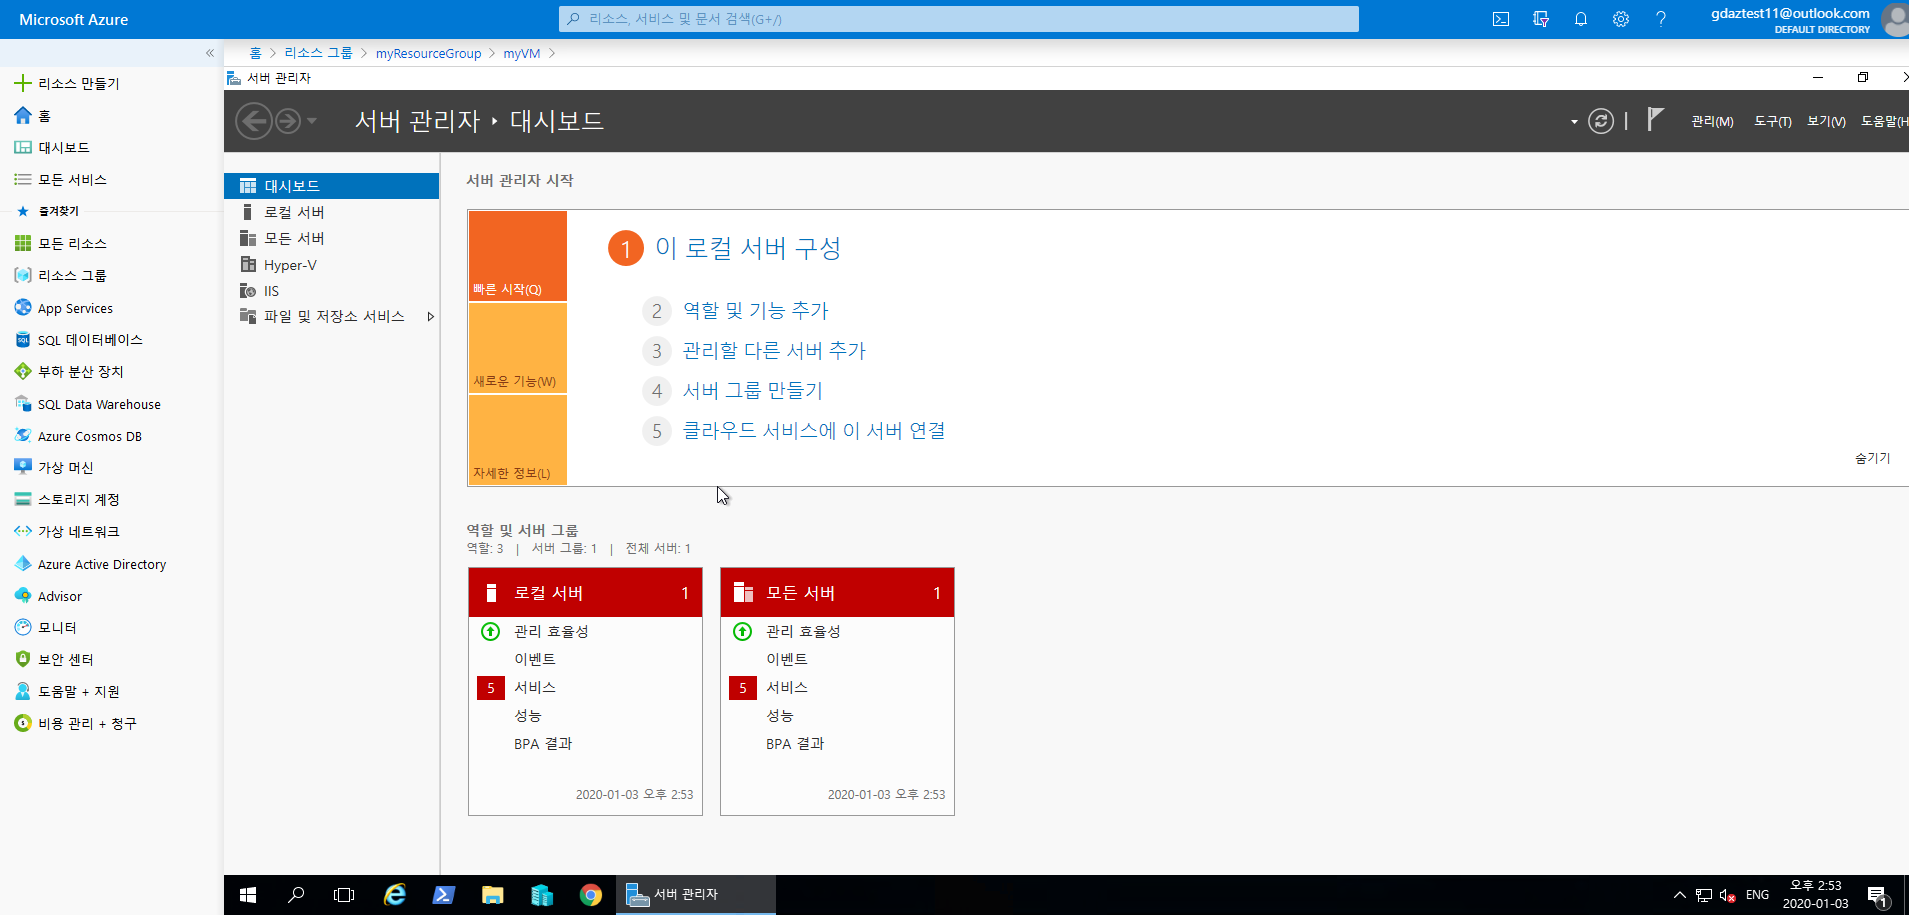 Microsoft Azure
리소스, 서비스 및 문서 검색(G+/)
gdaztest11@outlook.com
DEFAULT DIRECTORY
«
홈 > 리소스 그룹 > myResourceGroup > myVM >
리소스 만들기
홈
대시보드
모든 서비스
즐겨찾기
모든 리소스
리소스 그룹
App Services
SQL 데이터베이스
부하 분산 장치
SQL Data Warehouse
Azure Cosmos DB
가상 머신
스토리지 계정
가상 네트워크
Azure Active Directory
Advisor
모니터
보안 센터
도움말 + 지원
비용 관리 + 청구
서버 관리자
서버 관리자 ‣ 대시보드
관리(M) 도구(T) 보기(V) 도움말(H
대시보드
로컬 서버
모든 서버
Hyper-V
IIS
파일 및 저장소 서비스
서버 관리자 시작
빠른 시작(Q)
새로운 기능(W)
자세한 정보(L)
1 이 로컬 서버 구성
2 역할 및 기능 추가
3 관리할 다른 서버 추가
4 서버 그룹 만들기
5 클라우드 서비스에 이 서버 연결
숨기기
역할 및 서버 그룹
역할: 3 | 서버 그룹: 1 | 전체 서버: 1
로컬 서버 1
관리 효율성
이벤트
5 서비스
성능
BPA 결과
2020-01-03 오후 2:53
모든 서버 1
관리 효율성
이벤트
5 서비스
성능
BPA 결과
2020-01-03 오후 2:53
서버 관리자
ENG
오후 2:53
2020-01-03
1